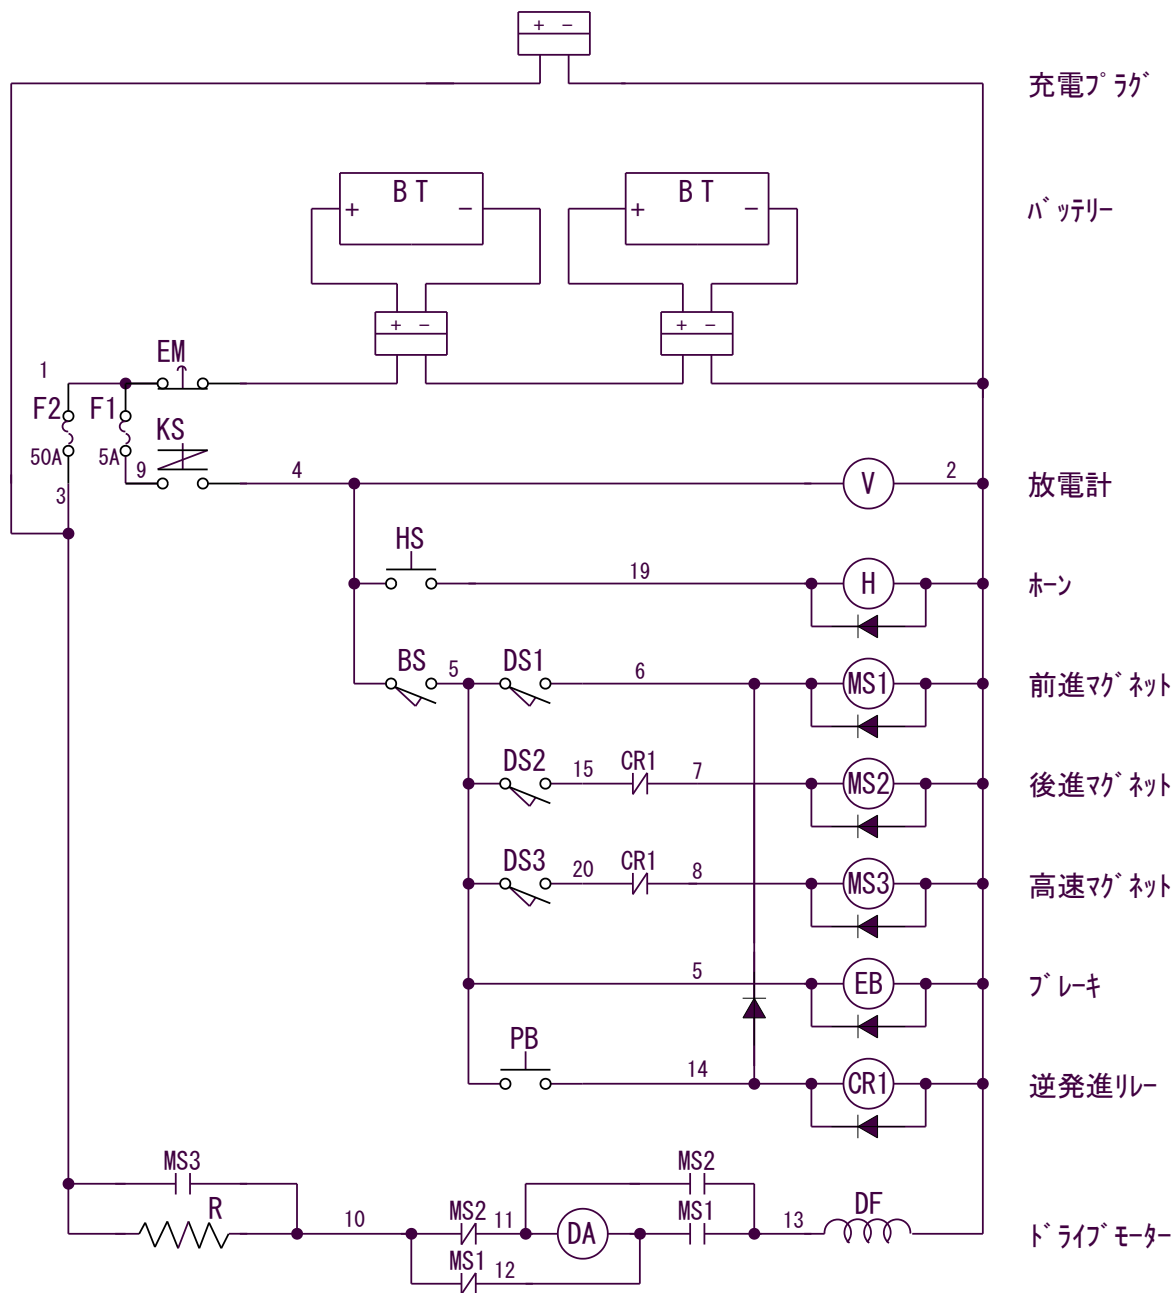 + −
充電プラグ
BT
+ −
BT
+ −
バッテリー
+ −
+ −
1
EM
F2
F1
KS
50A
5A
9
4
V
2
放電計
3
HS
19
H
ホーン
BS
5
DS1
6
MS1
前進マグネット
DS2
15
CR1
7
MS2
後進マグネット
DS3
20
CR1
8
MS3
高速マグネット
5
EB
ブレーキ
PB
14
CR1
逆発進リレー
MS3
MS2
R
10
MS2
11
DA
MS1
13
DF
ドライブモーター
MS1
12